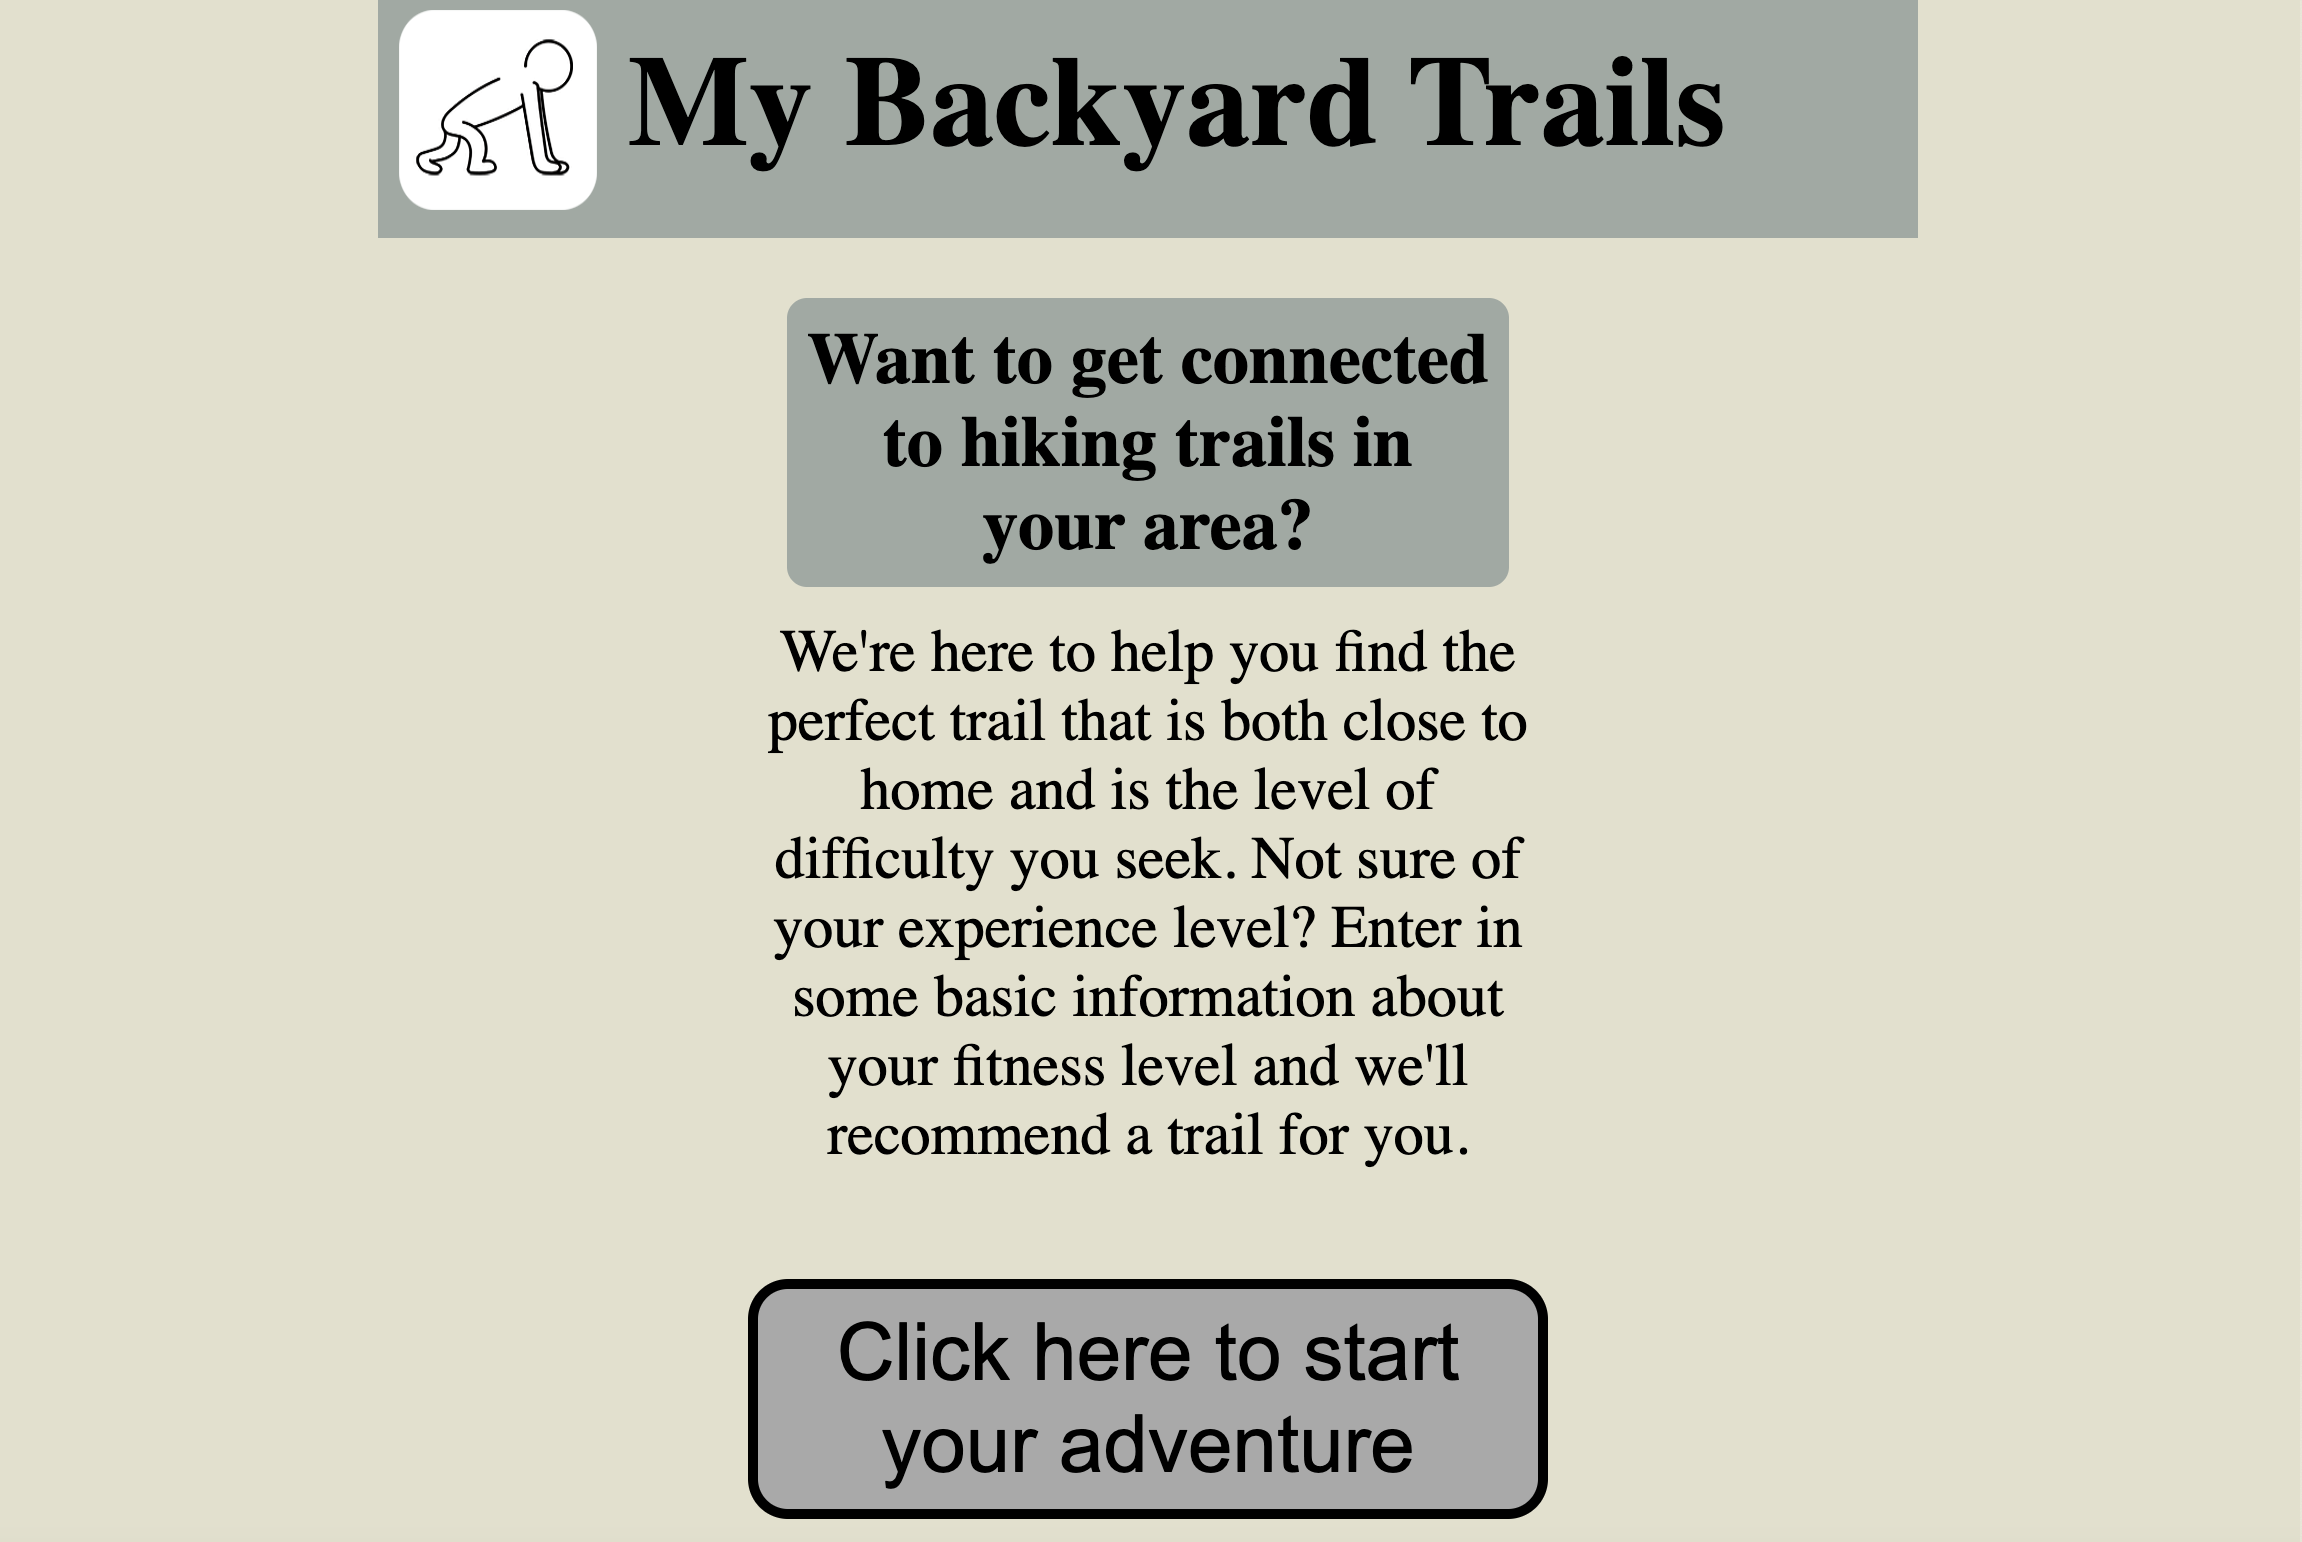 My Backyard Trails
Want to get connected
to hiking trails in
your area?
We're here to help you find the
perfect trail that is both close to
home and is the level of
difficulty you seek. Not sure of
your experience level? Enter in
some basic information about
your fitness level and we'll
recommend a trail for you.
Click here to start
your adventure